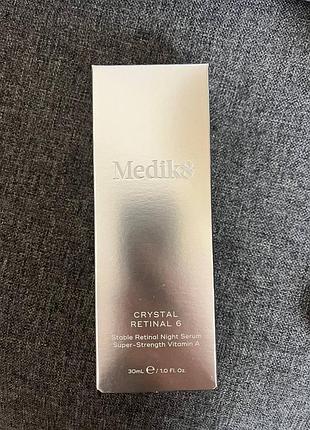 Medik8
CRYSTAL
RETINAL 6
Stable Retinal Night Serum
Super-Strength Vitamin A
30mL ℮ / 1.0 Fl. Oz.